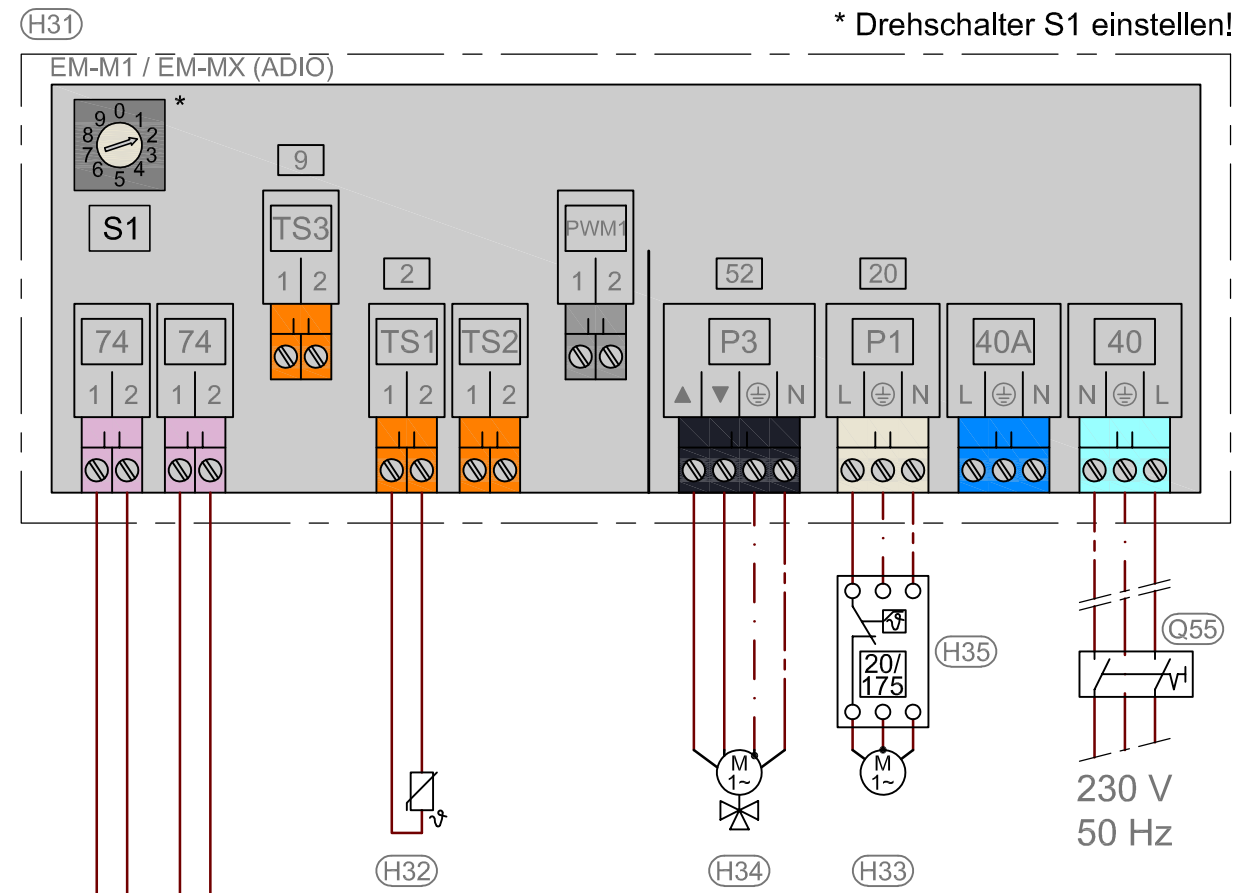 H31
* Drehschalter S1 einstellen!
EM-M1 / EM-MX (ADIO)
*
0 1 2 3 4 5 6 7 8 9
S1
9
TS3
1 2
PWM1
1 2
2
52
20
74
1 2
74
1 2
TS1
1 2
TS2
1 2
P3
▲ ▼ ⏚ N
P1
L ⏚ N
40A
L ⏚ N
40
N ⏚ L
Q55
ϑ
H35
20/
175
M
1~
M
1~
ϑ
230 V
50 Hz
H32
H34
H33